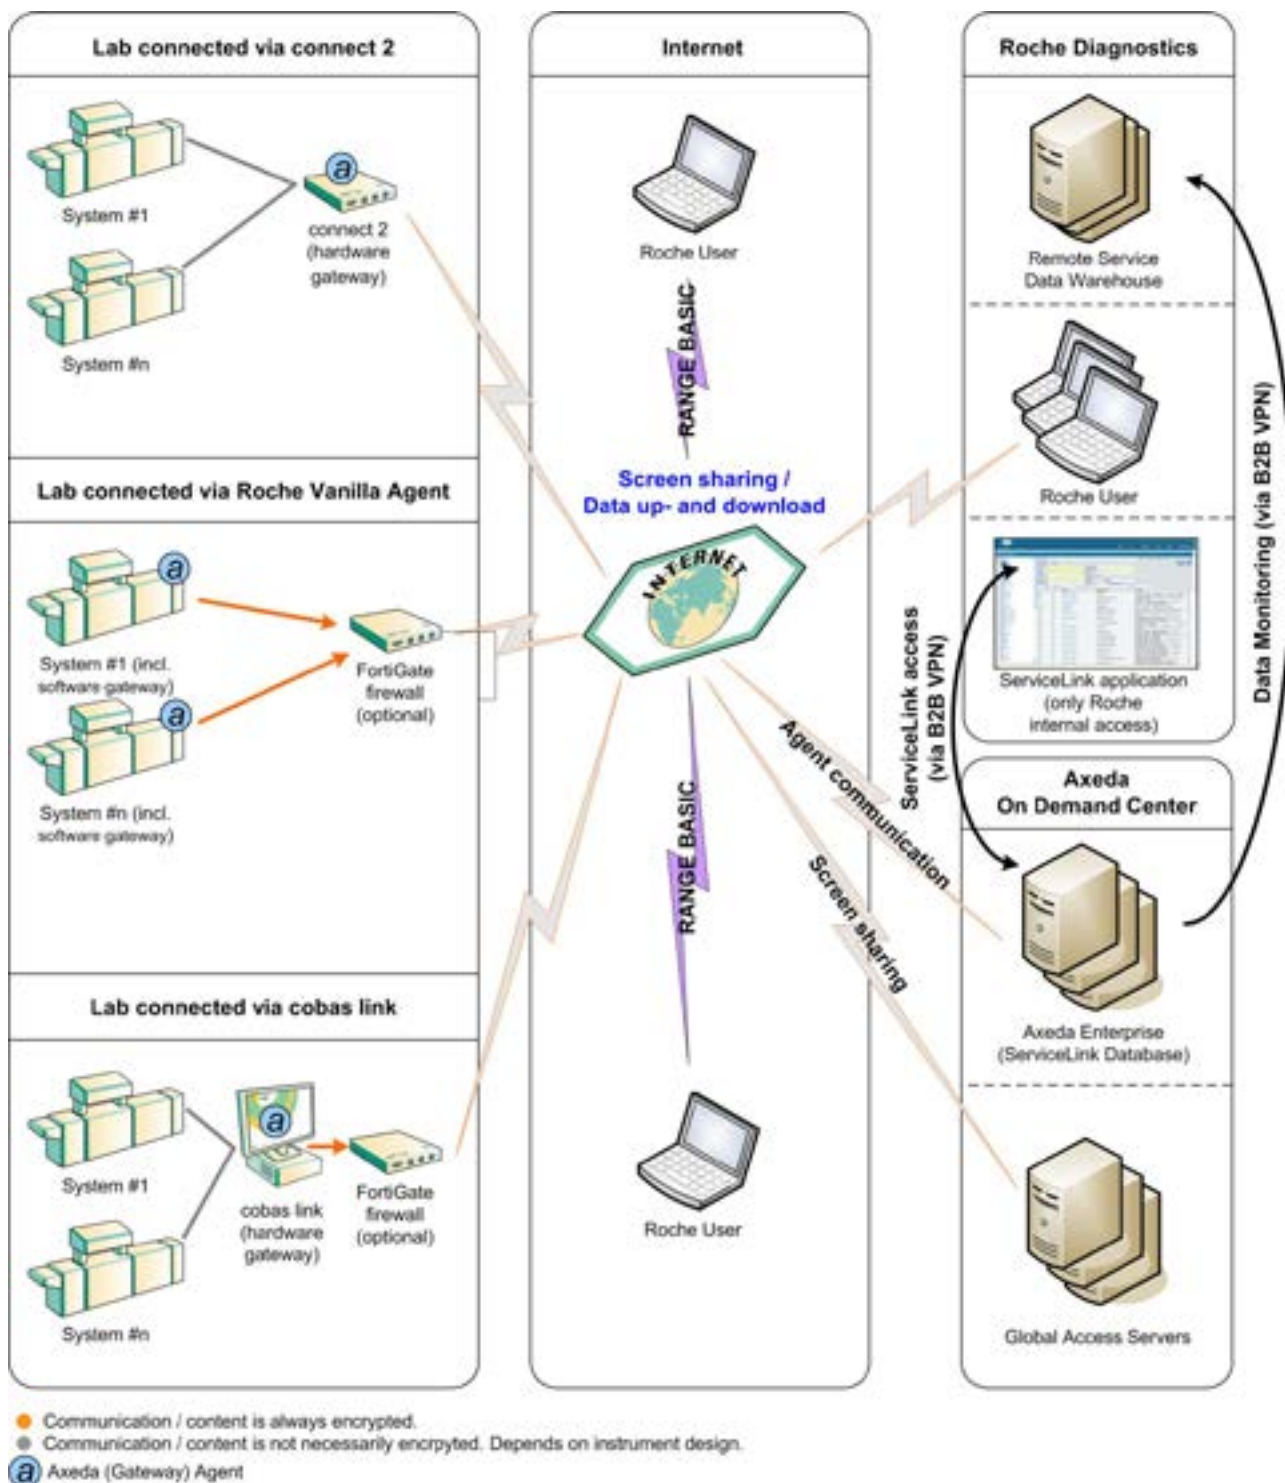 Lab connected via connect 2
System #1
System #n
connect 2
(hardware
gateway)
Lab connected via Roche Vanilla Agent
System #1 (incl.
software gateway)
System #n (incl.
software gateway)
FortiGate
firewall
(optional)
Lab connected via cobas link
System #1
System #n
cobas link
(hardware
gateway)
FortiGate
firewall
(optional)
Internet
Roche User
RANGE BASIC
Screen sharing /
Data up- and download
INTERNET
RANGE BASIC
Roche User
Agent communication
Screen sharing
Roche Diagnostics
Remote Service
Data Warehouse
Roche User
ServiceLink application
(only Roche
internal access)
ServiceLink access
(via B2B VPN)
Data Monitoring (via B2B VPN)
Axeda
On Demand Center
Axeda Enterprise
(ServiceLink Database)
Global Access Servers
Communication / content is always encrypted.
Communication / content is not necessarily encrpyted. Depends on instrument design.
a Axeda (Gateway) Agent